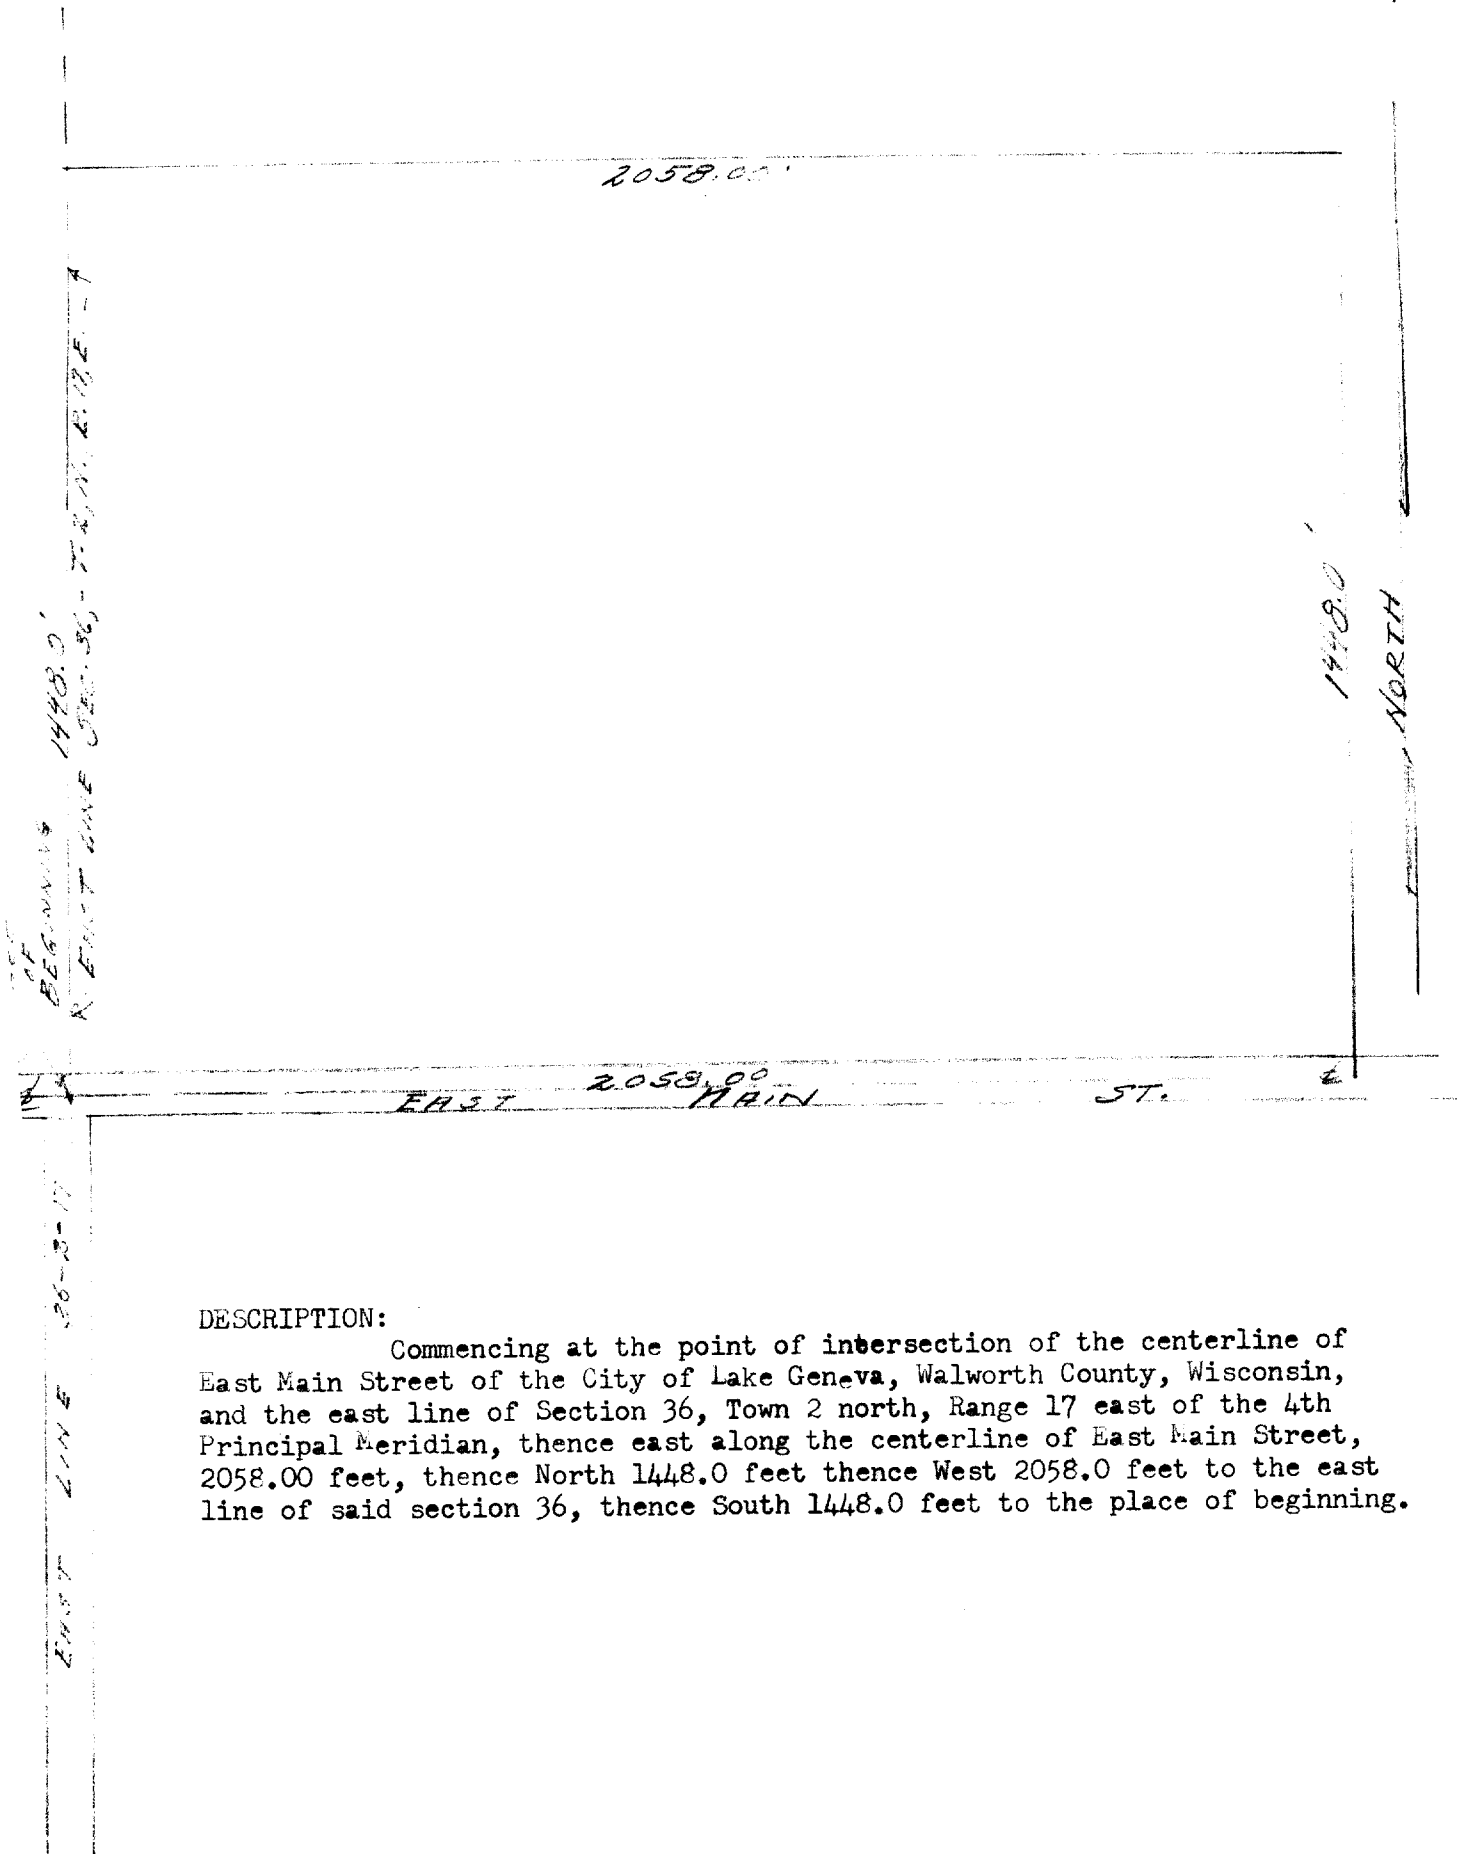 2058.00'
EAST LINE SEC. 36, - T. 2, N. R. 17, E.
1448.0'
OF
BEGINNING
1448.0'
NORTH
2058.00
EAST MAIN ST.
EAST LINE 36-2-17
DESCRIPTION:
Commencing at the point of intersection of the centerline of
East Main Street of the City of Lake Geneva, Walworth County, Wisconsin,
and the east line of Section 36, Town 2 north, Range 17 east of the 4th
Principal Meridian, thence east along the centerline of East Main Street,
2058.00 feet, thence North 1448.0 feet thence West 2058.0 feet to the east
line of said section 36, thence South 1448.0 feet to the place of beginning.